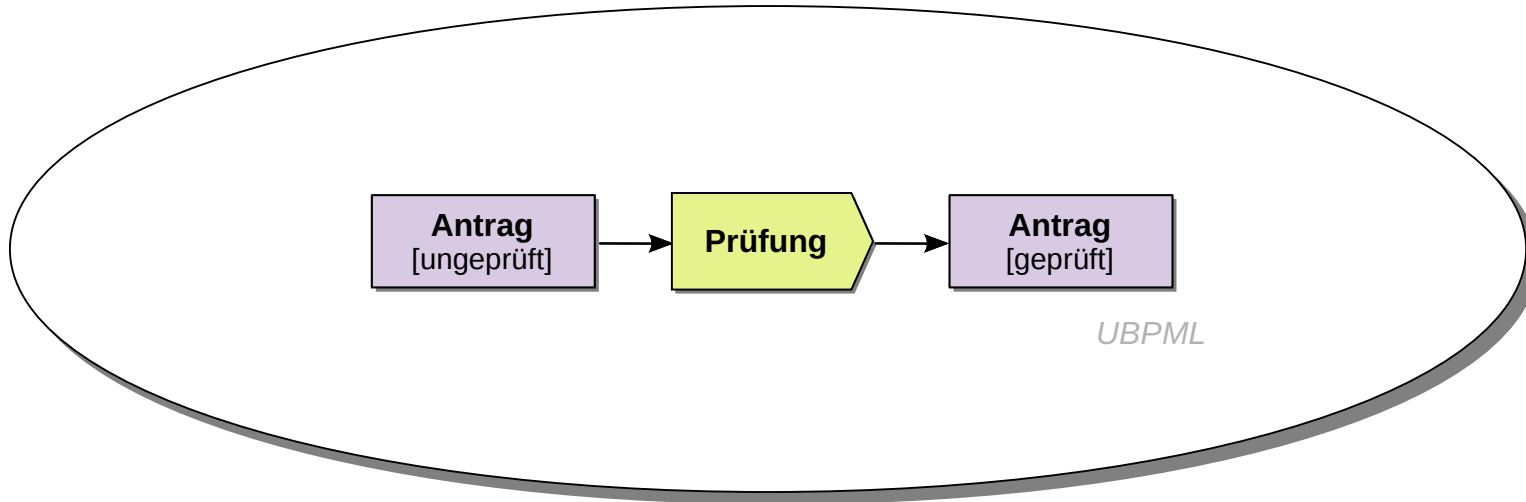 Antrag
[ungeprüft]
Prüfung
Antrag
[geprüft]
UBPML